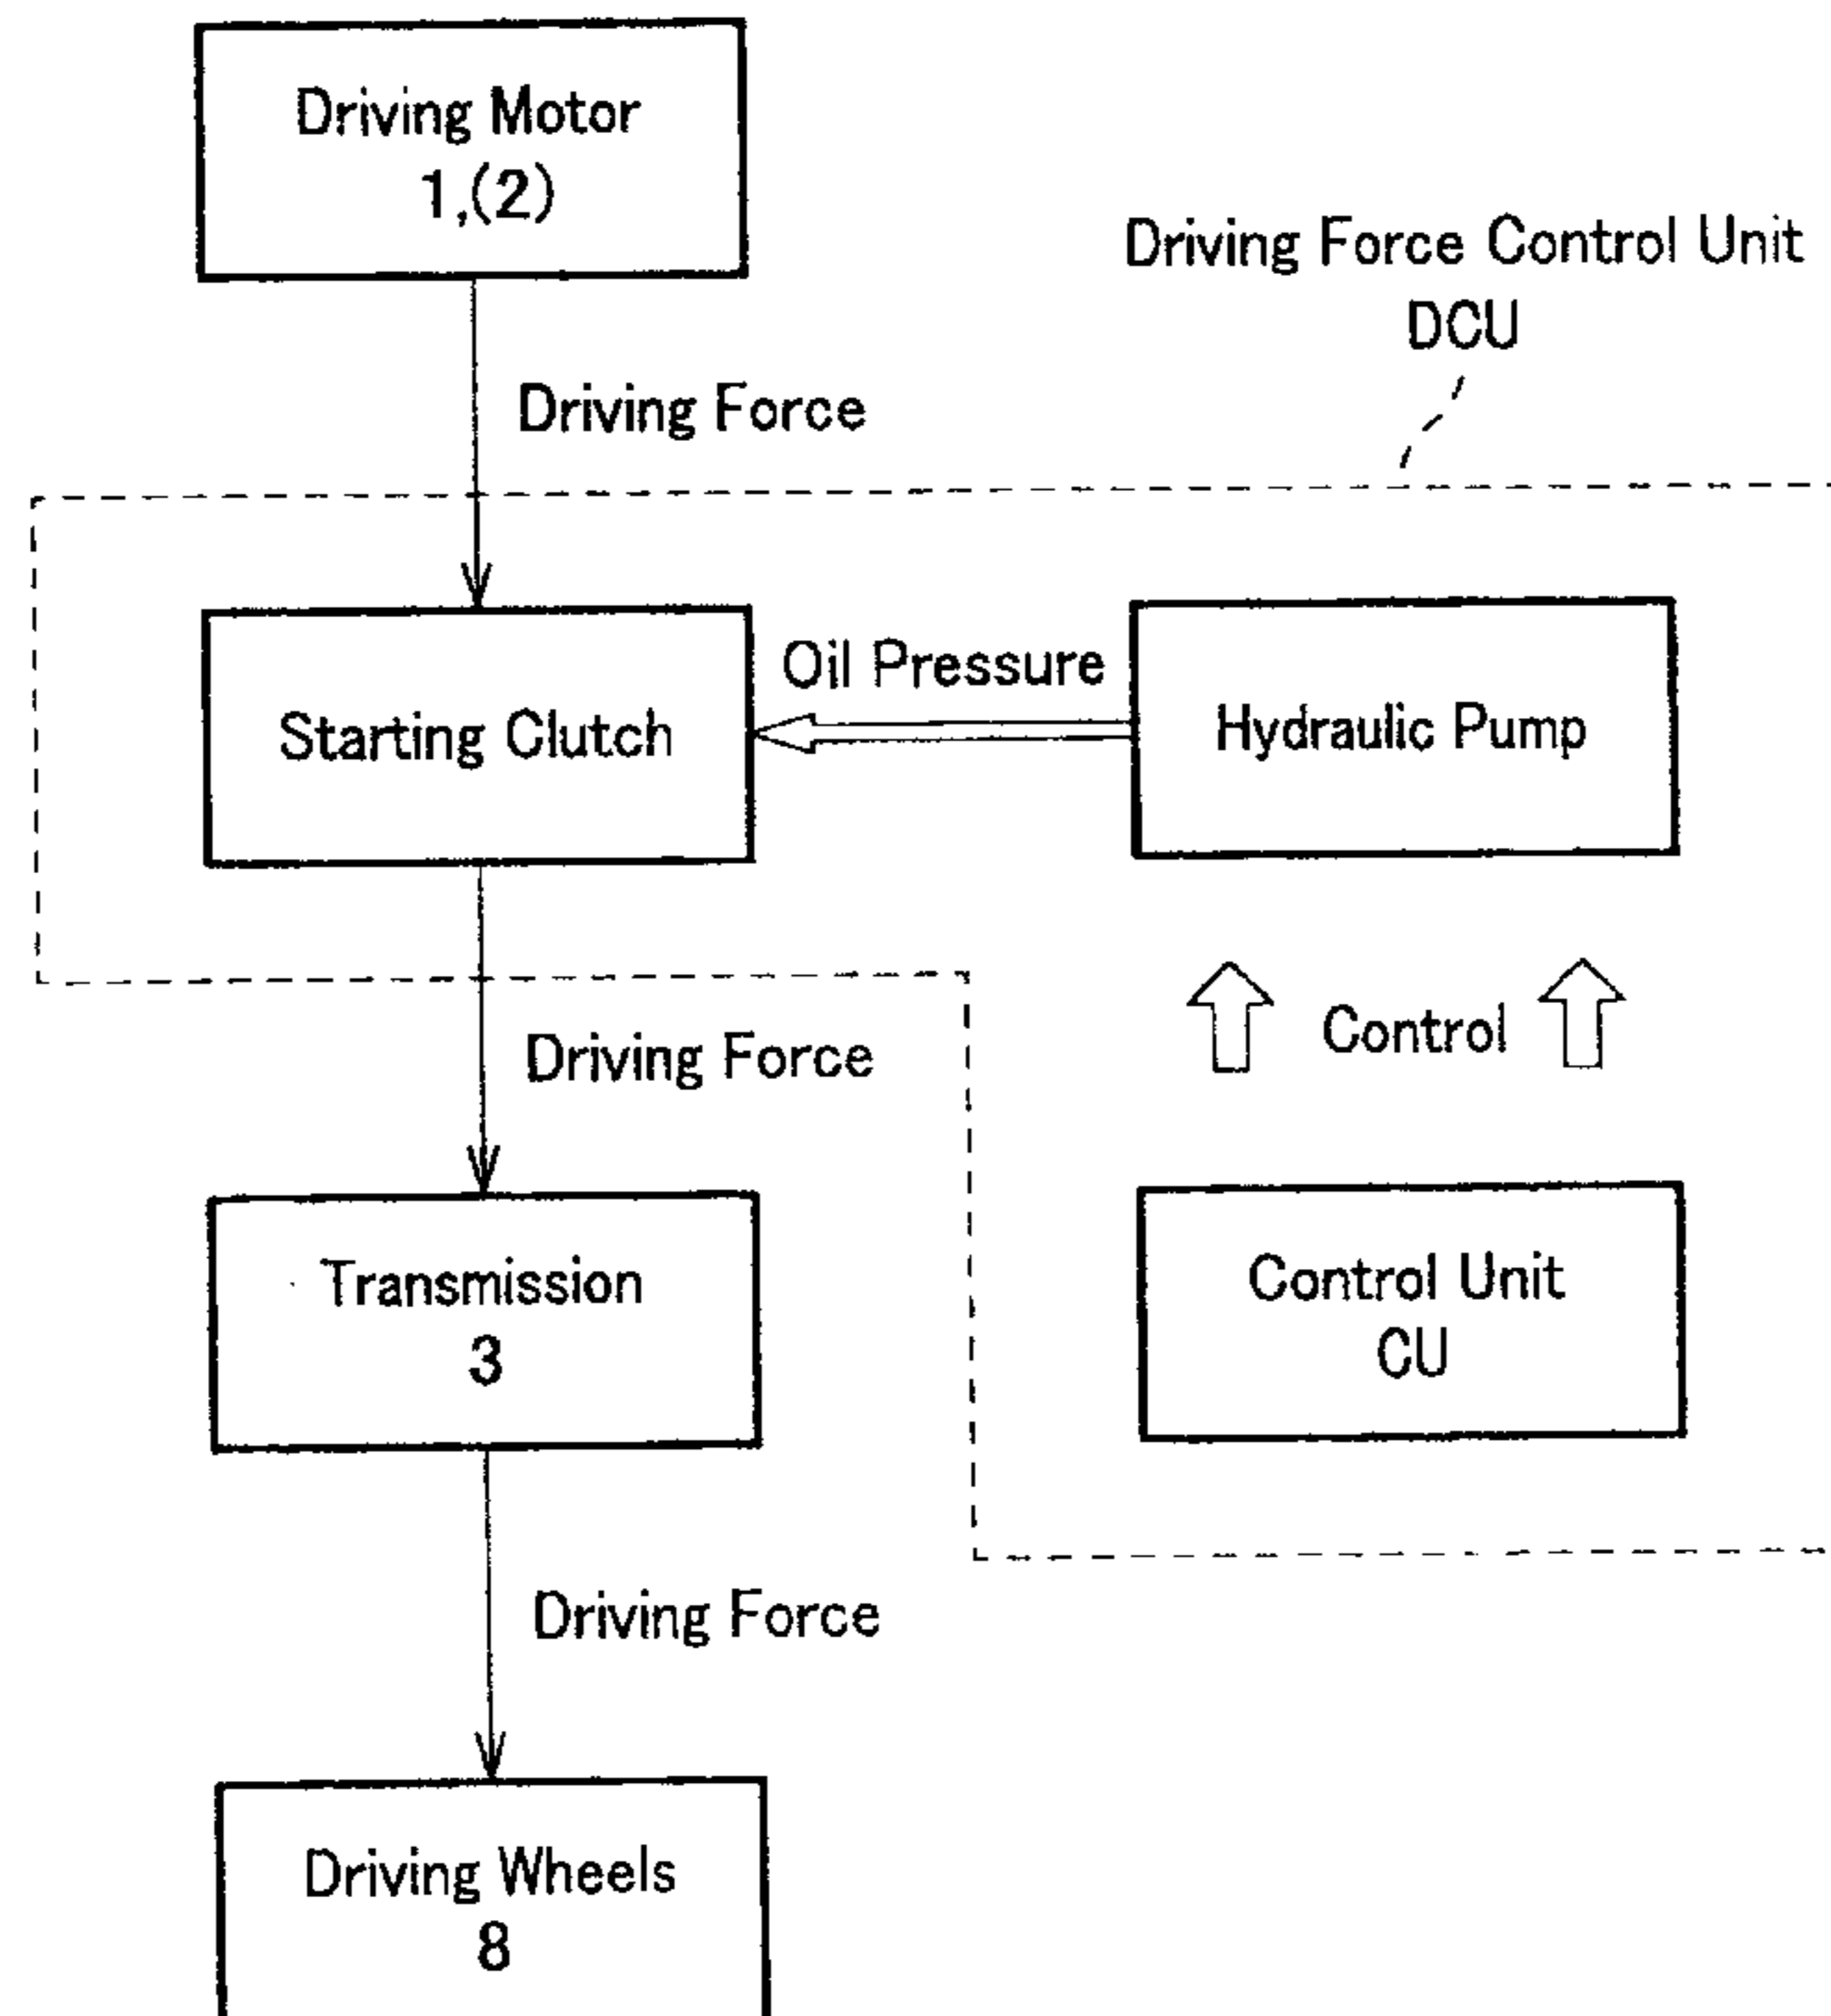 Driving Motor
1,(2)
Driving Force Control Unit
DCU
Driving Force
Starting Clutch
Oil Pressure
Hydraulic Pump
Driving Force
Control
Transmission
3
Control Unit
CU
Driving Force
Driving Wheels
8